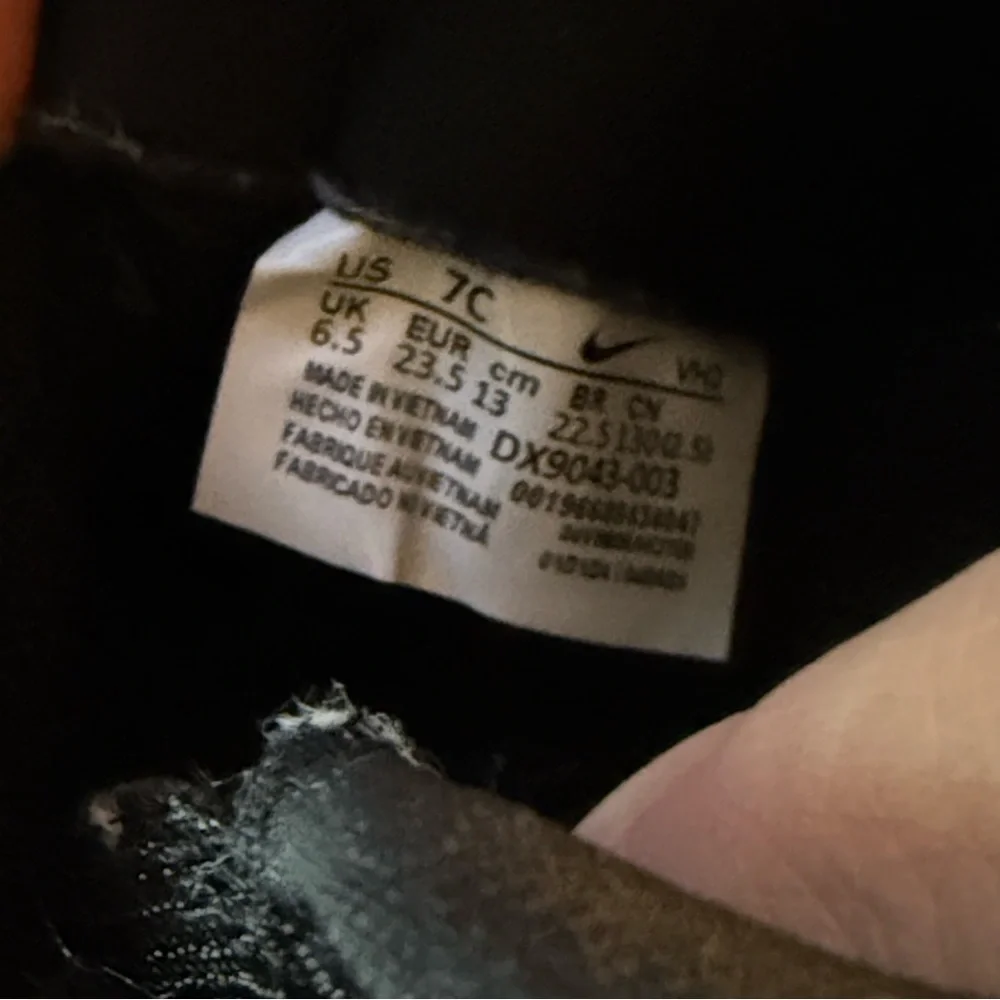 US 7C
UK EUR cm BR CN
6.5 23.5 13 22.5 130(2.5)
MADE IN VIETNAM
HECHO EN VIETNAM
FABRIQUE AU VIETNAM
FABRICADO NO VIETNÃ
DX9043-003